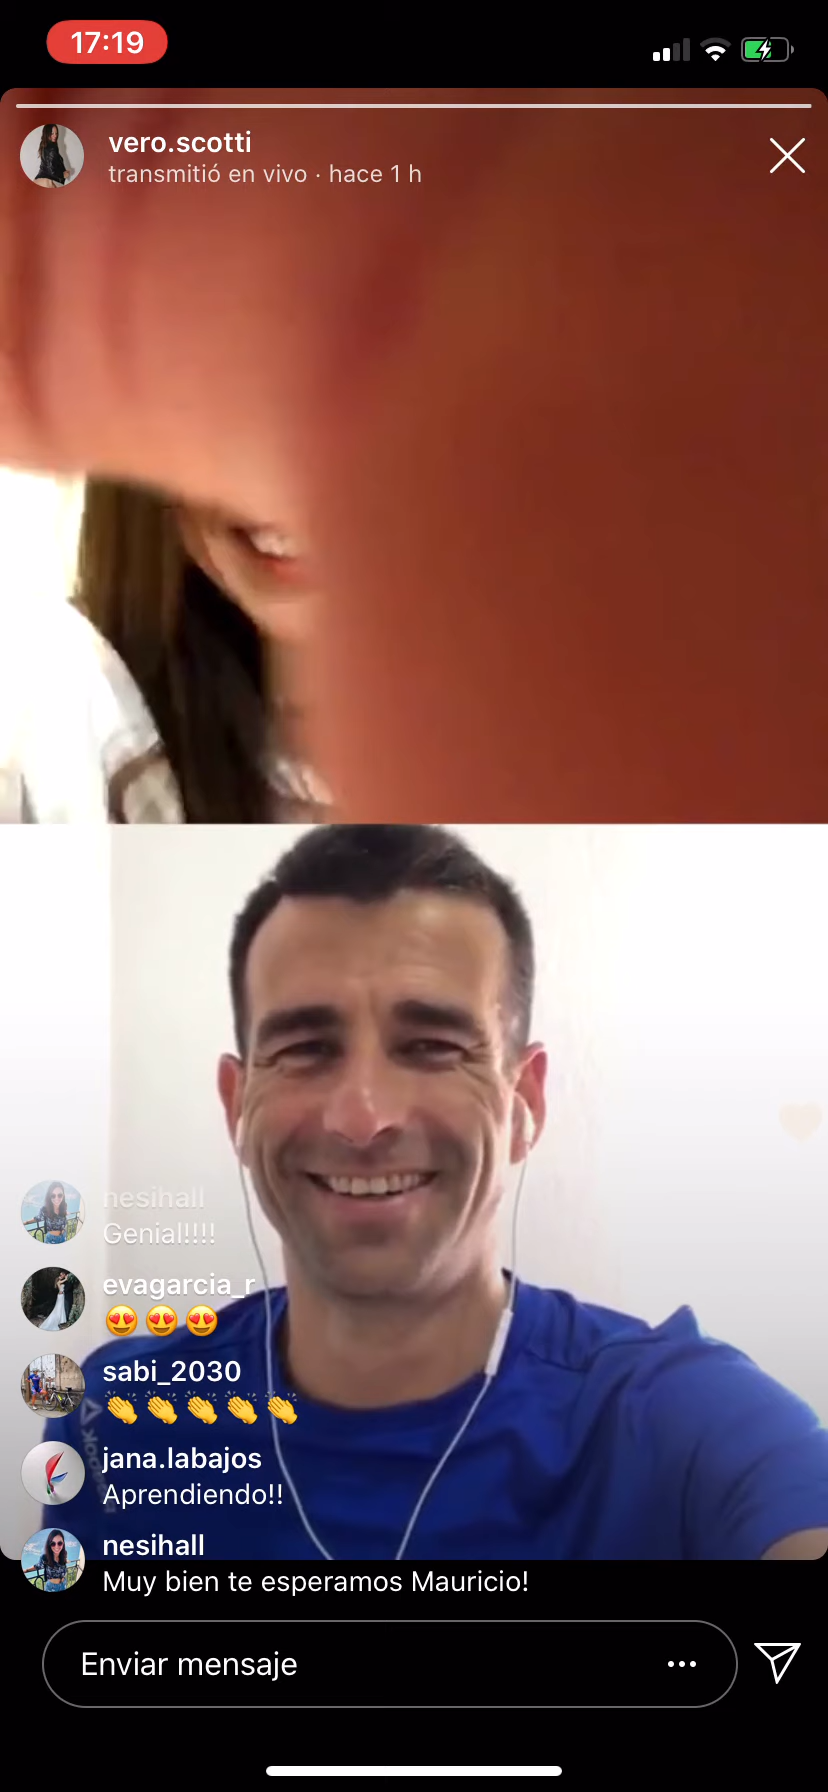 17:19
vero.scotti
transmitió en vivo · hace 1 h
nesihall
Genial!!!!
evagarcia_r
😍😍😍
sabi_2030
👏👏👏👏👏
jana.labajos
Aprendiendo!!
nesihall
Muy bien te esperamos Mauricio!
Enviar mensaje